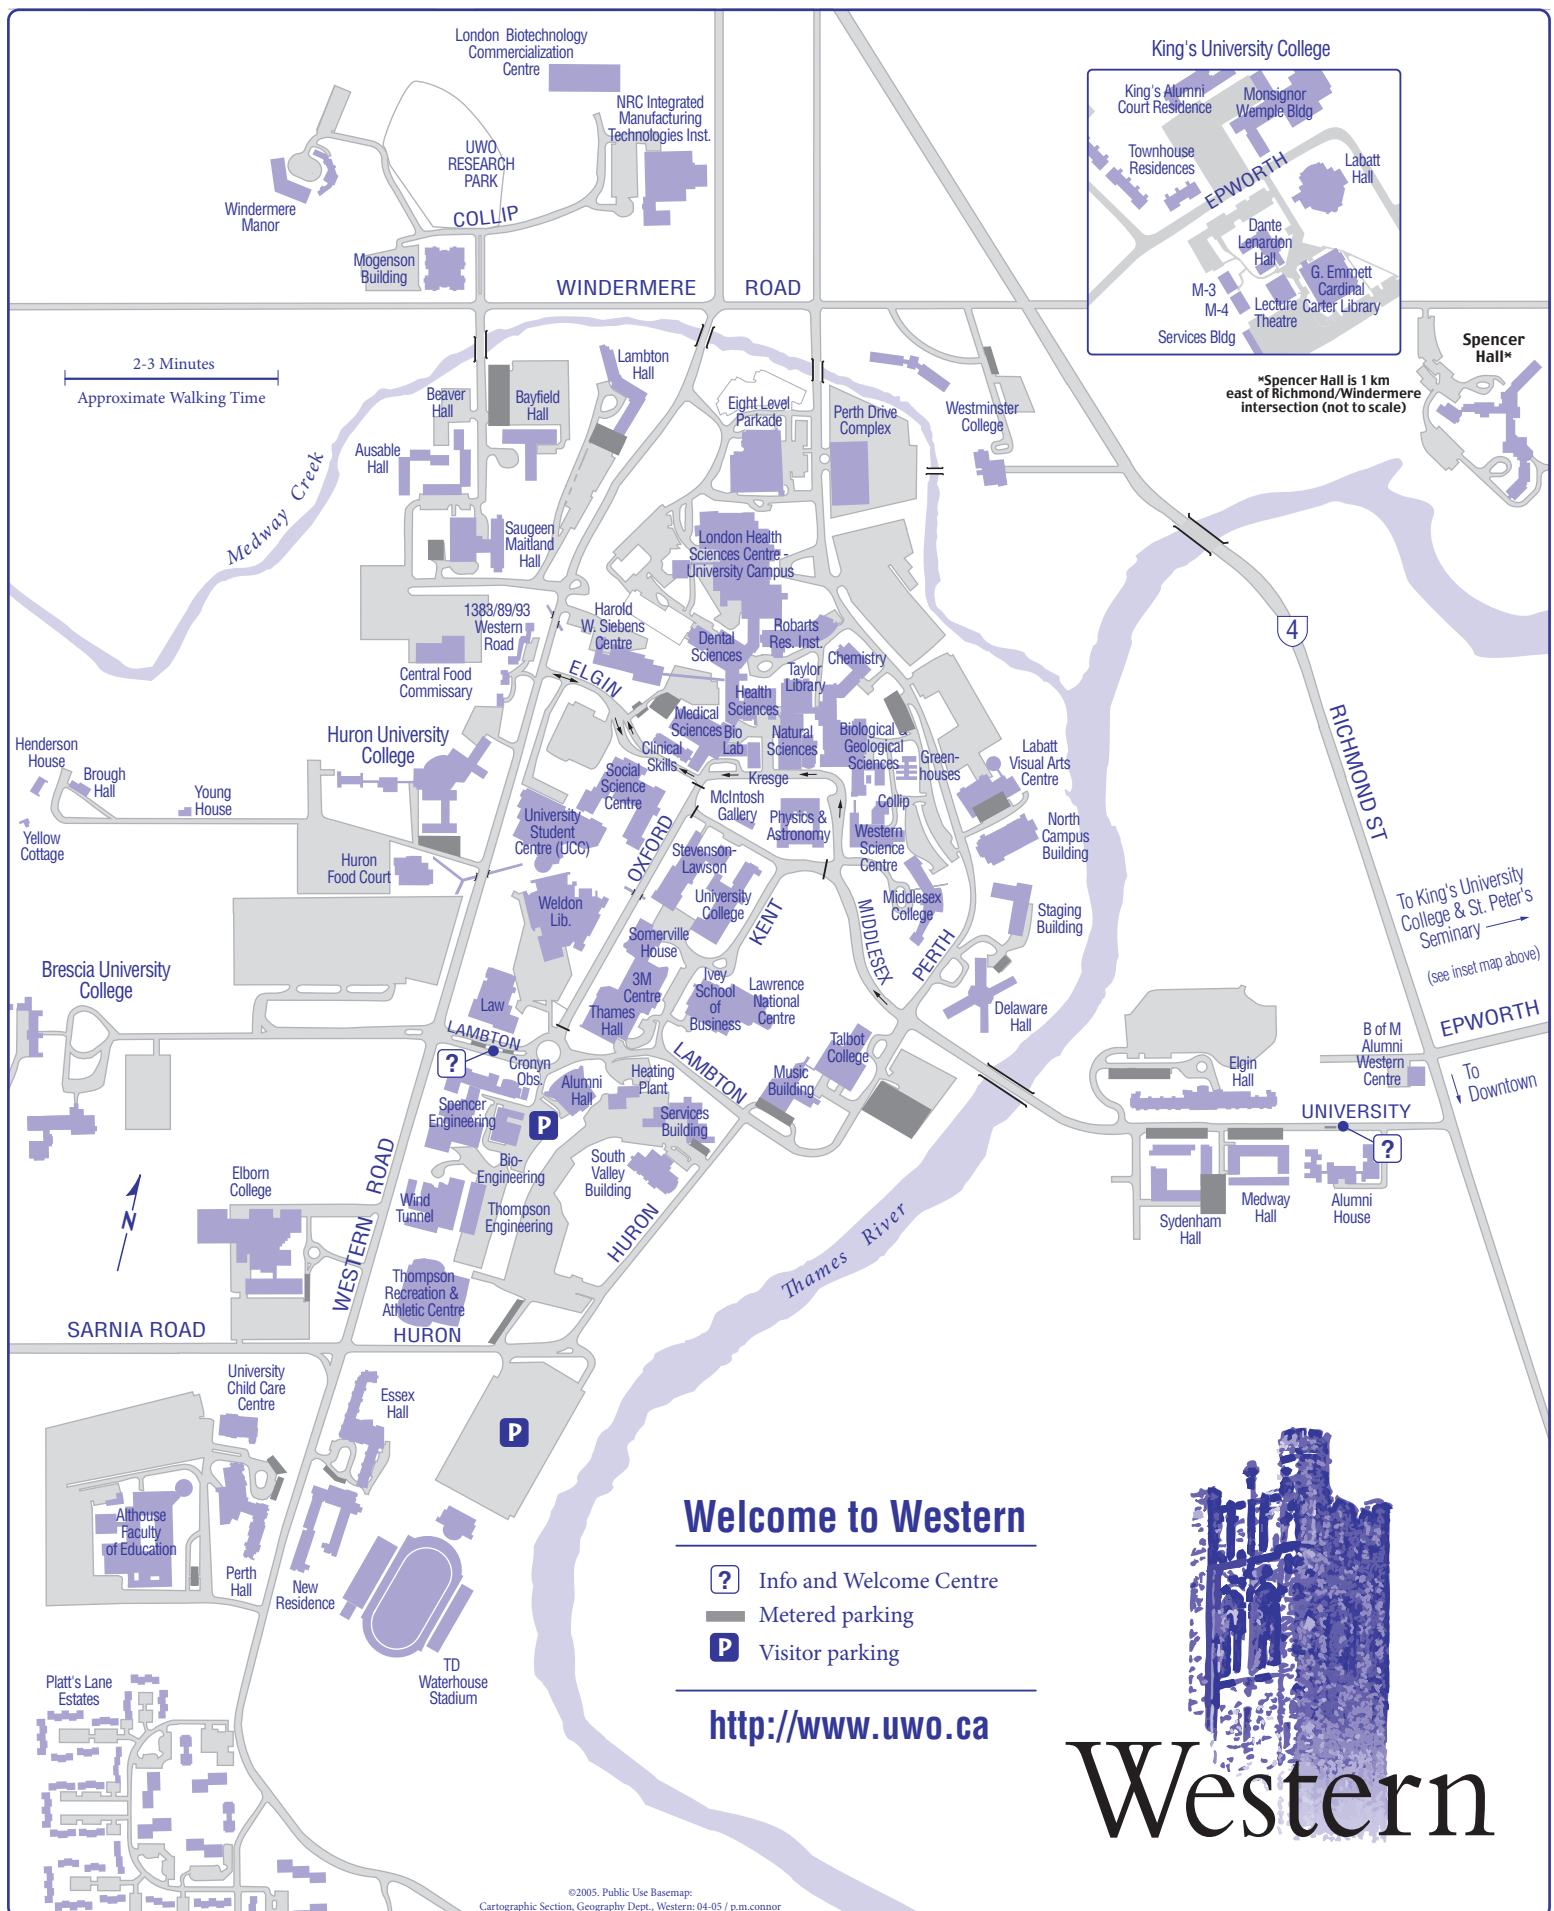 London Biotechnology
Commercialization
Centre
NRC Integrated
Manufacturing
Technologies Inst.
UWO
RESEARCH
PARK
COLLIP
Windermere
Manor
Mogenson
Building
WINDERMERE ROAD
King's University College
King's Alumni
Court Residence
Monsignor
Wemple Bldg
Townhouse
Residences
EPWORTH
Labatt
Hall
Dante
Lenardon
Hall
G. Emmett
Cardinal
Carter Library
M-3
M-4
Lecture
Theatre
Services Bldg
Spencer
Hall*
*Spencer Hall is 1 km
east of Richmond/Windermere
intersection (not to scale)
2-3 Minutes
Approximate Walking Time
Medway Creek
Lambton
Hall
Beaver
Hall
Bayfield
Hall
Ausable
Hall
Saugeen
Maitland
Hall
Eight Level
Parkade
Perth Drive
Complex
Westminster
College
London Health
Sciences Centre -
University Campus
4
1383/89/93
Western
Road
Harold
W. Siebens
Centre
Central Food
Commissary
ELGIN
Dental
Sciences
Robarts
Res. Inst.
Taylor
Library
Chemistry
Health
Sciences
Medical
Sciences
Bio
Lab
Natural
Sciences
Biological &
Geological
Sciences
Green-
houses
Clinical
Skills
Kresge
Labatt
Visual Arts
Centre
RICHMOND ST
Huron University
College
Henderson
House
Brough
Hall
Young
House
Yellow
Cottage
Huron
Food Court
Social
Science
Centre
University
Student
Centre (UCC)
OXFORD
McIntosh
Gallery
Physics &
Astronomy
Collip
Western
Science
Centre
North
Campus
Building
Stevenson-
Lawson
University
College
KENT
Middlesex
College
MIDDLESEX
PERTH
Staging
Building
Weldon
Lib.
Somerville
House
3M
Centre
Thames
Hall
Ivey
School
of
Business
Lawrence
National
Centre
Delaware
Hall
To King's University
College & St. Peter's
Seminary
(see inset map above)
EPWORTH
To
Downtown
Brescia University
College
Law
LAMBTON
?
Cronyn
Obs.
Alumni
Hall
Heating
Plant
LAMBTON
Talbot
College
Music
Building
Services
Building
Spencer
Engineering
P
Bio-
Engineering
South
Valley
Building
B of M
Alumni
Western
Centre
Elgin
Hall
UNIVERSITY
?
Sydenham
Hall
Medway
Hall
Alumni
House
Elborn
College
N
WESTERN ROAD
Wind
Tunnel
Thompson
Engineering
HURON
Thames River
Thompson
Recreation &
Athletic Centre
SARNIA ROAD
HURON
University
Child Care
Centre
Essex
Hall
P
Althouse
Faculty
of Education
Perth
Hall
New
Residence
TD
Waterhouse
Stadium
Platt's Lane
Estates
Welcome to Western
? Info and Welcome Centre
Metered parking
P Visitor parking
http://www.uwo.ca
Western
©2005. Public Use Basemap:
Cartographic Section, Geography Dept., Western: 04-05 / p.m.connor